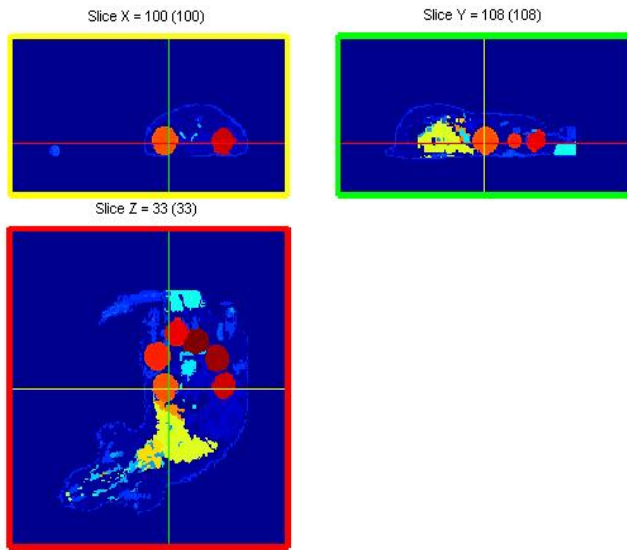 Slice X = 100 (100)
Slice Y = 108 (108)
Slice Z = 33 (33)